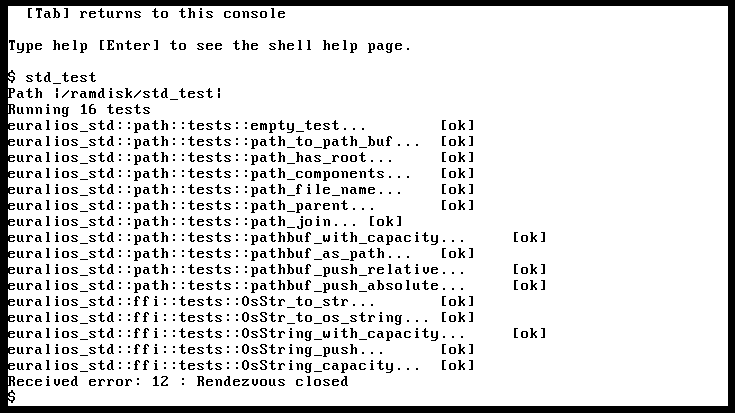 [Tab] returns to this console
Type help [Enter] to see the shell help page.
$ std_test
Path |/ramdisk/std_test|
Running 16 tests
euralios_std::path::tests::empty_test... [ok]
euralios_std::path::tests::path_to_path_buf... [ok]
euralios_std::path::tests::path_has_root... [ok]
euralios_std::path::tests::path_components... [ok]
euralios_std::path::tests::path_file_name... [ok]
euralios_std::path::tests::path_parent... [ok]
euralios_std::path::tests::path_join... [ok]
euralios_std::path::tests::pathbuf_with_capacity... [ok]
euralios_std::path::tests::pathbuf_as_path... [ok]
euralios_std::path::tests::pathbuf_push_relative... [ok]
euralios_std::path::tests::pathbuf_push_absolute... [ok]
euralios_std::ffi::tests::OsStr_to_str... [ok]
euralios_std::ffi::tests::OsStr_to_os_string... [ok]
euralios_std::ffi::tests::OsString_with_capacity... [ok]
euralios_std::ffi::tests::OsString_push... [ok]
euralios_std::ffi::tests::OsString_capacity... [ok]
Received error: 12 : Rendezvous closed
$